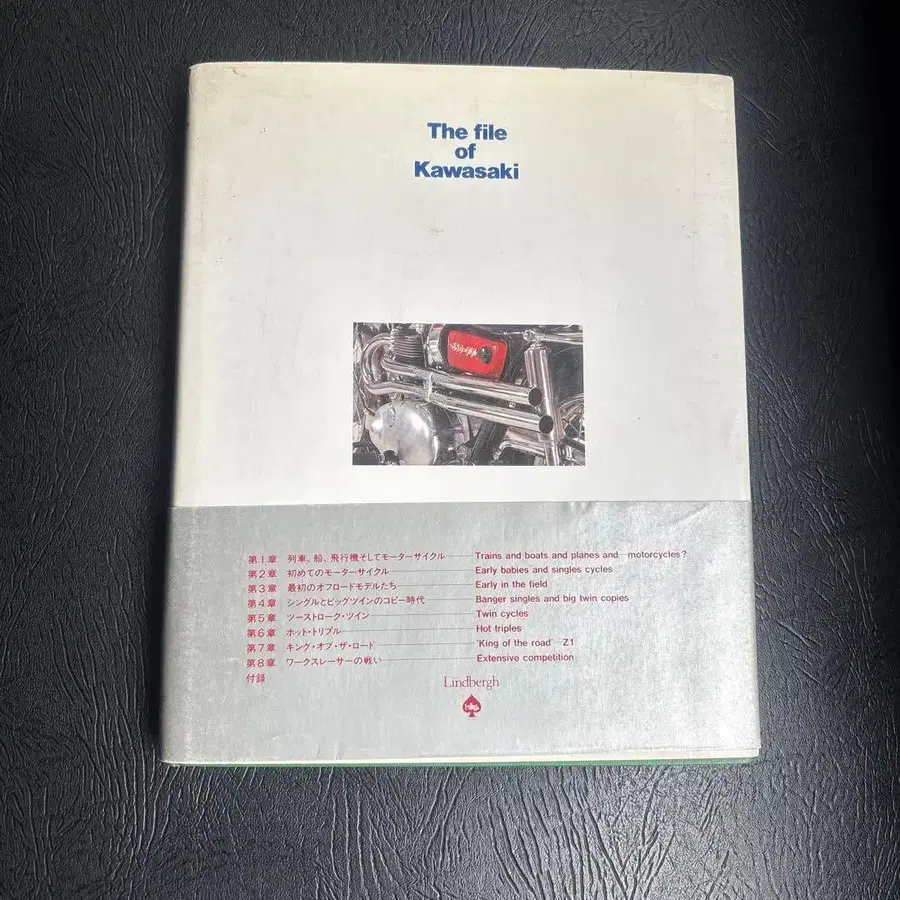 The file
of
Kawasaki
第1章 列車、船、飛行機そしてモーターサイクル Trains and boats and planes and—motorcycles?
第2章 初めてのモーターサイクル Early babies and singles cycles
第3章 最初のオフロードモデルたち Early in the field
第4章 シングルとビッグツインのコピー時代 Banger singles and big twin copies
第5章 ツーストローク・ツイン Twin cycles
第6章 ホット・トリプル Hot triples
第7章 キング・オブ・ザ・ロード 'King of the road'—Z1
第8章 ワークスレーサーの戦い Extensive competition
付録
Lindbergh